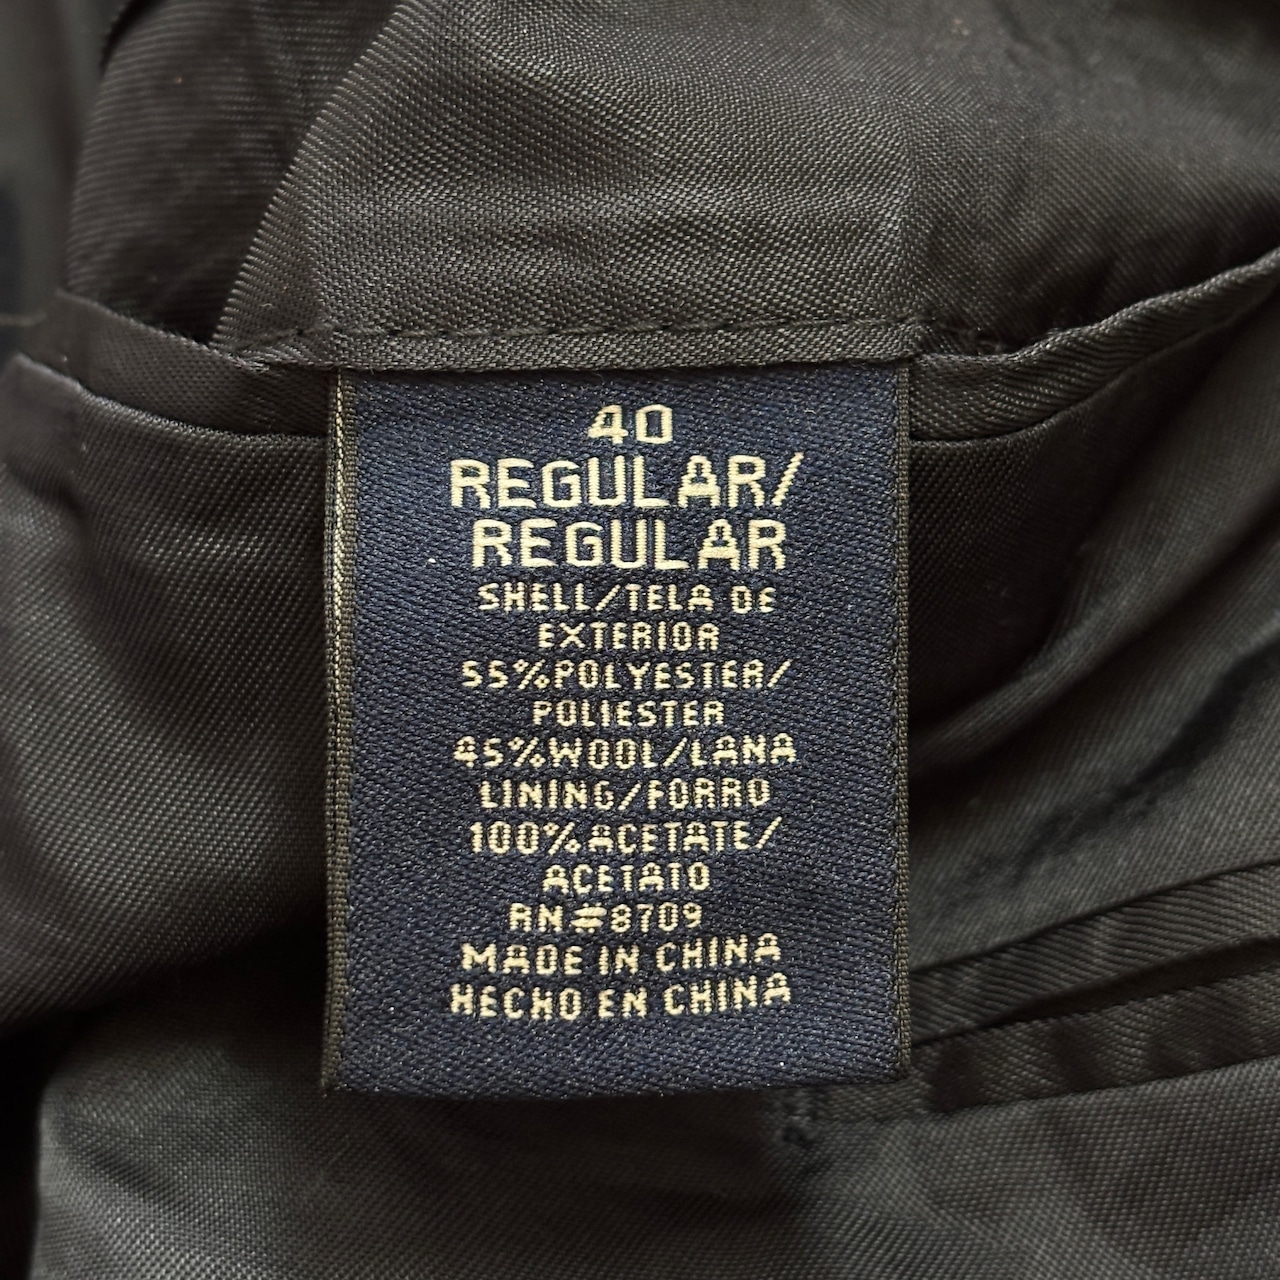 40
REGULAR/
REGULAR
SHELL/TELA DE
EXTERIOR
55%POLYESTER/
POLIESTER
45%WOOL/LANA
LINING/FORRO
100%ACETATE/
ACETATO
RN#8709
MADE IN CHINA
HECHO EN CHINA